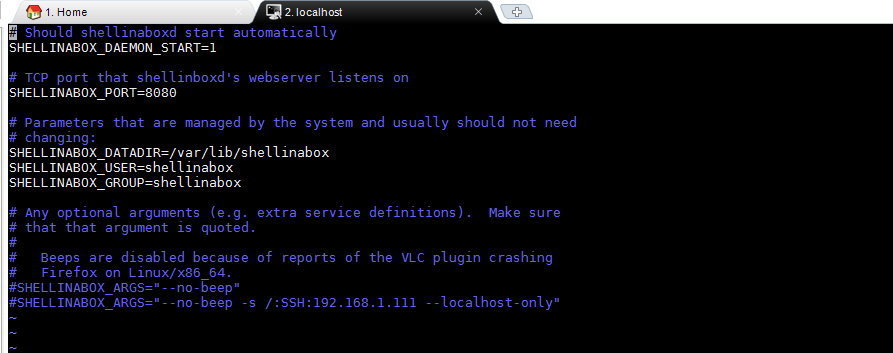 1. Home
2. localhost
# Should shellinaboxd start automatically
SHELLINABOX_DAEMON_START=1
# TCP port that shellinboxd's webserver listens on
SHELLINABOX_PORT=8080
# Parameters that are managed by the system and usually should not need
# changing:
SHELLINABOX_DATADIR=/var/lib/shellinabox
SHELLINABOX_USER=shellinabox
SHELLINABOX_GROUP=shellinabox
# Any optional arguments (e.g. extra service definitions).  Make sure
# that that argument is quoted.
#
#   Beeps are disabled because of reports of the VLC plugin crashing
#   Firefox on Linux/x86_64.
#SHELLINABOX_ARGS="--no-beep"
#SHELLINABOX_ARGS="--no-beep -s /:SSH:192.168.1.111 --localhost-only"
~
~
~